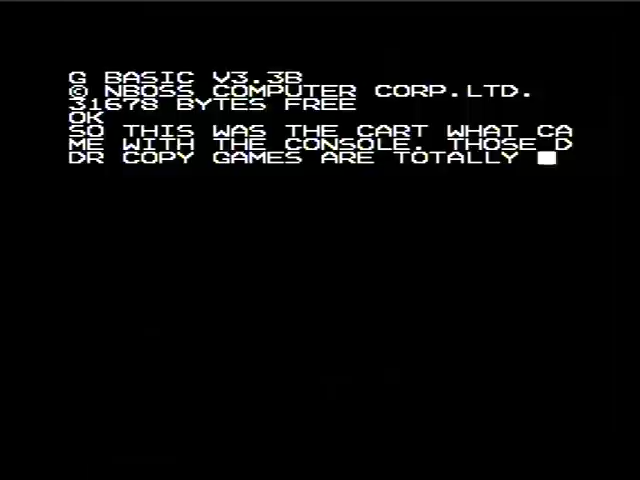 G BASIC V3.3B
© NBOSS COMPUTER CORP.LTD.
31678 BYTES FREE
OK
SO THIS WAS THE CART WHAT CA
ME WITH THE CONSOLE. THOSE D
DR COPY GAMES ARE TOTALLY